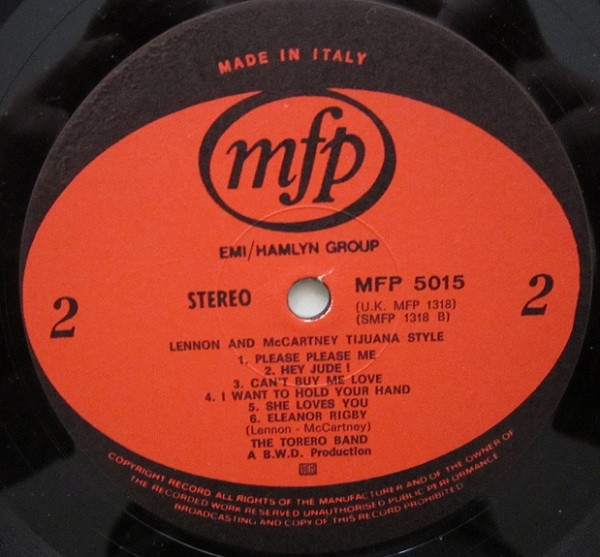 MADE IN ITALY
mfp
EMI/HAMLYN GROUP
STEREO
MFP 5015
(U.K. MFP 1318)
(SMFP 1318 B)
2
2
LENNON AND McCARTNEY TIJUANA STYLE
1. PLEASE PLEASE ME
2. HEY JUDE !
3. CAN'T BUY ME LOVE
4. I WANT TO HOLD YOUR HAND
5. SHE LOVES YOU
6. ELEANOR RIGBY
(Lennon - McCartney)
THE TORERO BAND
A B.W.D. Production
COPYRIGHT RECORD ALL RIGHTS OF THE MANUFACTURER AND OF THE OWNER OF
THE RECORDED WORK RESERVED UNAUTHORISED PUBLIC PERFORMANCE
BROADCASTING AND COPY OF THIS RECORD PROHIBITED